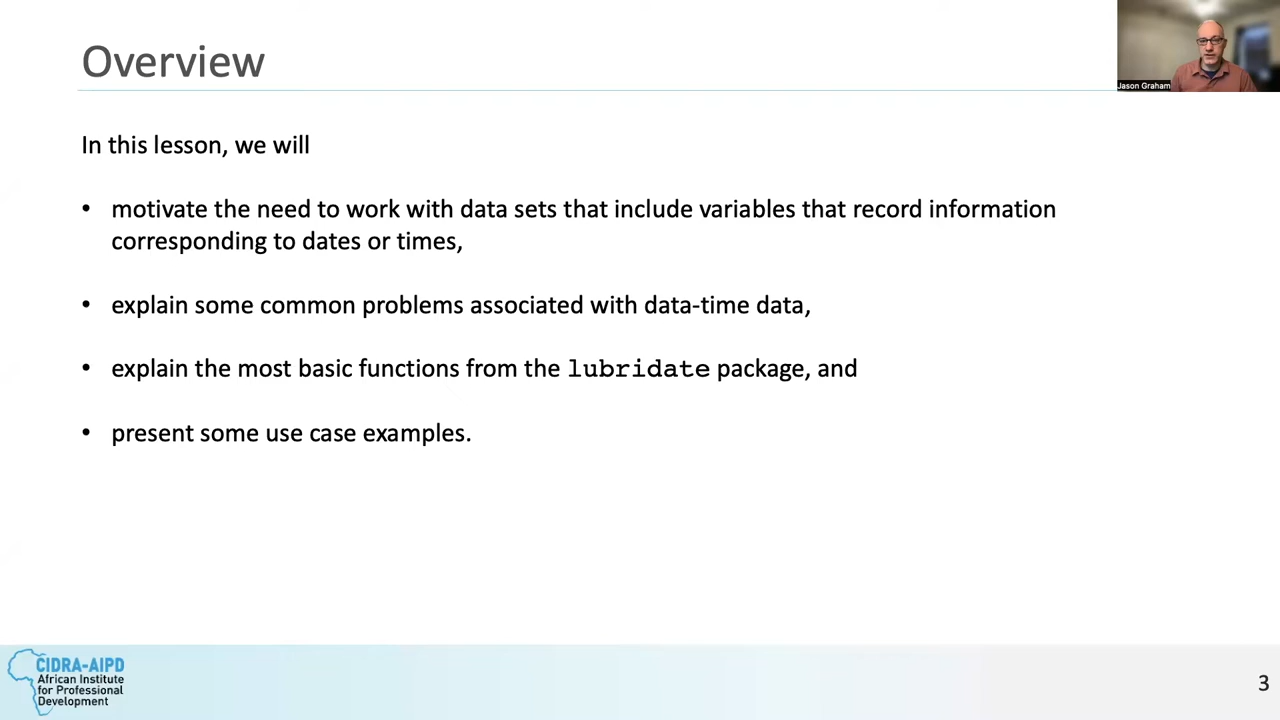 Overview
Jason Graham
In this lesson, we will
• motivate the need to work with data sets that include variables that record information
corresponding to dates or times,
• explain some common problems associated with data-time data,
• explain the most basic functions from the lubridate package, and
• present some use case examples.
CIDRA-AIPD
African Institute
for Professional
Development
3